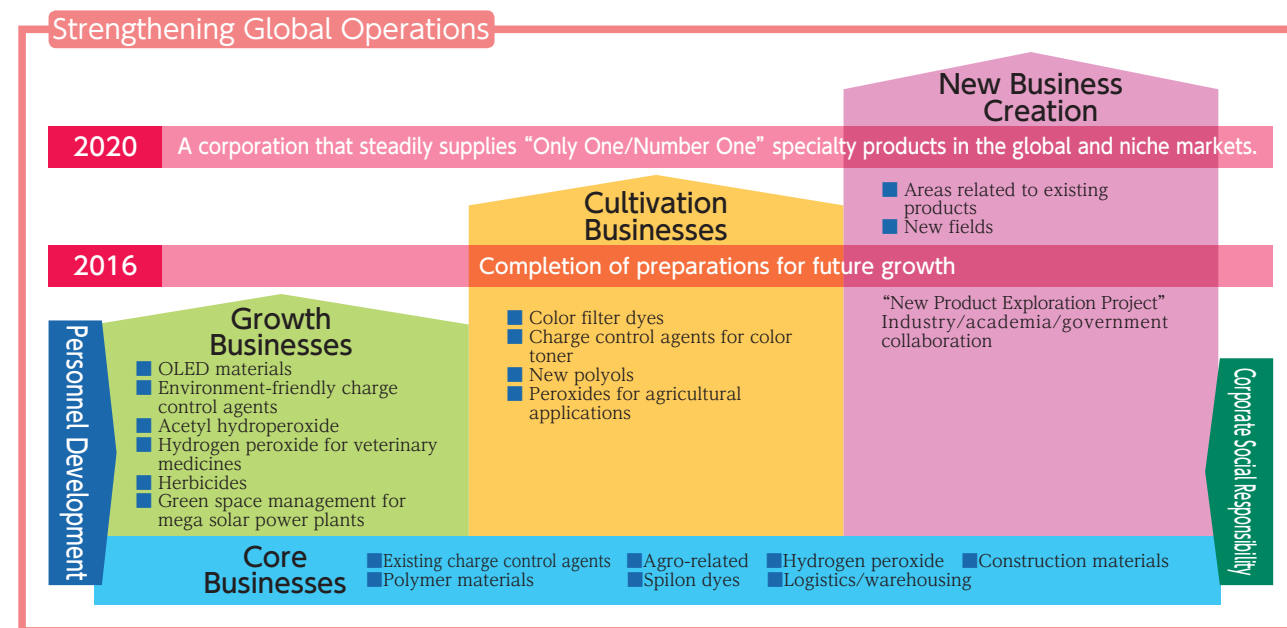 Strengthening Global Operations
New Business
Creation
2020
A corporation that steadily supplies “Only One/Number One” specialty products in the global and niche markets.
■ Areas related to existing
products
■ New fields
Cultivation
Businesses
2016
Completion of preparations for future growth
“New Product Exploration Project”
Industry/academia/government
collaboration
Growth
Businesses
■ OLED materials
■ Environment-friendly charge
control agents
■ Acetyl hydroperoxide
■ Hydrogen peroxide for veterinary
medicines
■ Herbicides
■ Green space management for
mega solar power plants
■ Color filter dyes
■ Charge control agents for color
toner
■ New polyols
■ Peroxides for agricultural
applications
Personnel Development
Corporate Social Responsibility
Core
Businesses
■Existing charge control agents ■Agro-related ■Hydrogen peroxide ■Construction materials
■Polymer materials ■Spilon dyes ■Logistics/warehousing